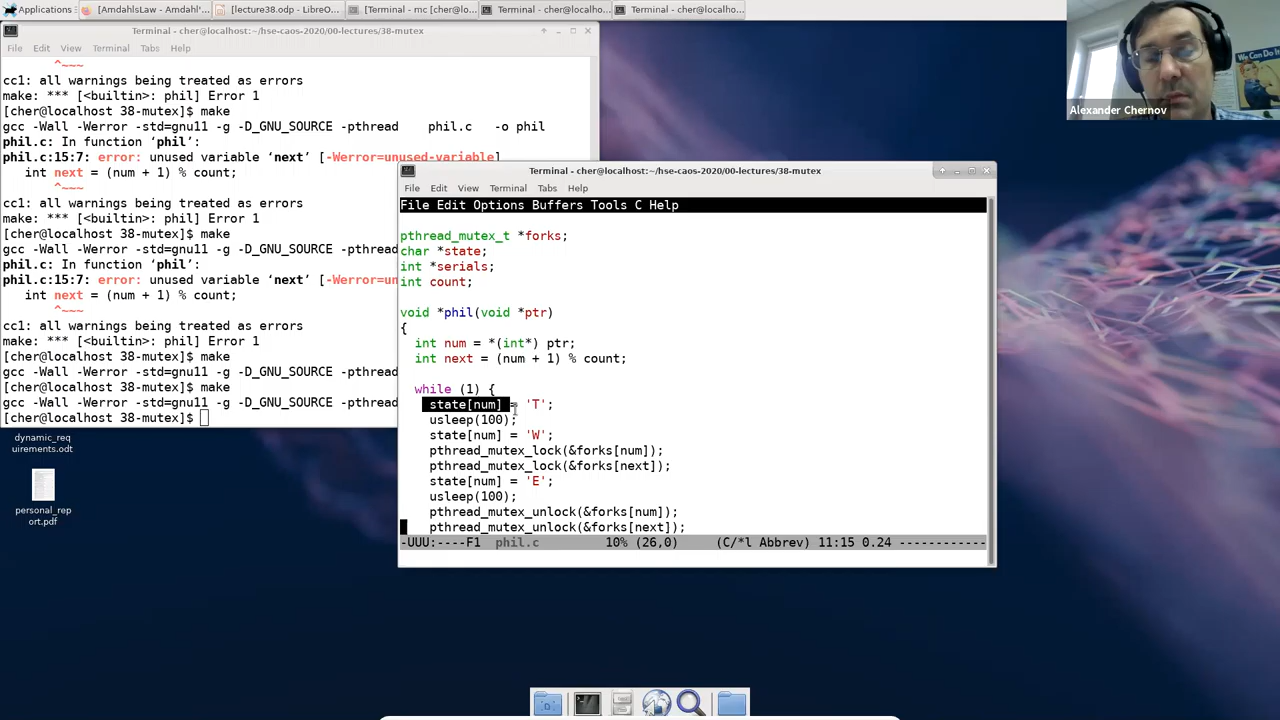 Applications
[AmdahlsLaw - Amdahl'...
[lecture38.odp - LibreO...
[Terminal - mc [cher@lo...
Terminal - cher@localho...
Terminal - cher@localho...
Terminal - cher@localhost:~/hse-caos-2020/00-lectures/38-mutex
File Edit View Terminal Tabs Help
^~~~
cc1: all warnings being treated as errors
make: *** [<builtin>: phil] Error 1
[cher@localhost 38-mutex]$ make
gcc -Wall -Werror -std=gnu11 -g -D_GNU_SOURCE -pthread    phil.c   -o phil
phil.c: In function ‘phil’:
phil.c:15:7: error: unused variable ‘next’ [-Werror=unused-variable]
   int next = (num + 1) % count;
       ^~~~
cc1: all warnings being treated as errors
make: *** [<builtin>: phil] Error 1
[cher@localhost 38-mutex]$ make
gcc -Wall -Werror -std=gnu11 -g -D_GNU_SOURCE -pthread
phil.c: In function ‘phil’:
phil.c:15:7: error: unused variable ‘next’ [-Werror=un
   int next = (num + 1) % count;
       ^~~~
cc1: all warnings being treated as errors
make: *** [<builtin>: phil] Error 1
[cher@localhost 38-mutex]$ make
gcc -Wall -Werror -std=gnu11 -g -D_GNU_SOURCE -pthread
[cher@localhost 38-mutex]$ make
gcc -Wall -Werror -std=gnu11 -g -D_GNU_SOURCE -pthread
[cher@localhost 38-mutex]$
Terminal - cher@localhost:~/hse-caos-2020/00-lectures/38-mutex
File Edit View Terminal Tabs Help
File Edit Options Buffers Tools C Help
pthread_mutex_t *forks;
char *state;
int *serials;
int count;
void *phil(void *ptr)
{
  int num = *(int*) ptr;
  int next = (num + 1) % count;
  while (1) {
    state[num] = 'T';
    usleep(100);
    state[num] = 'W';
    pthread_mutex_lock(&forks[num]);
    pthread_mutex_lock(&forks[next]);
    state[num] = 'E';
    usleep(100);
    pthread_mutex_unlock(&forks[num]);
    pthread_mutex_unlock(&forks[next]);
-UUU:----F1  phil.c         10% (26,0)     (C/*l Abbrev) 11:15 0.24 ------------
dynamic_req
uirements.odt
personal_rep
ort.pdf
We Can Do It!
Alexander Chernov